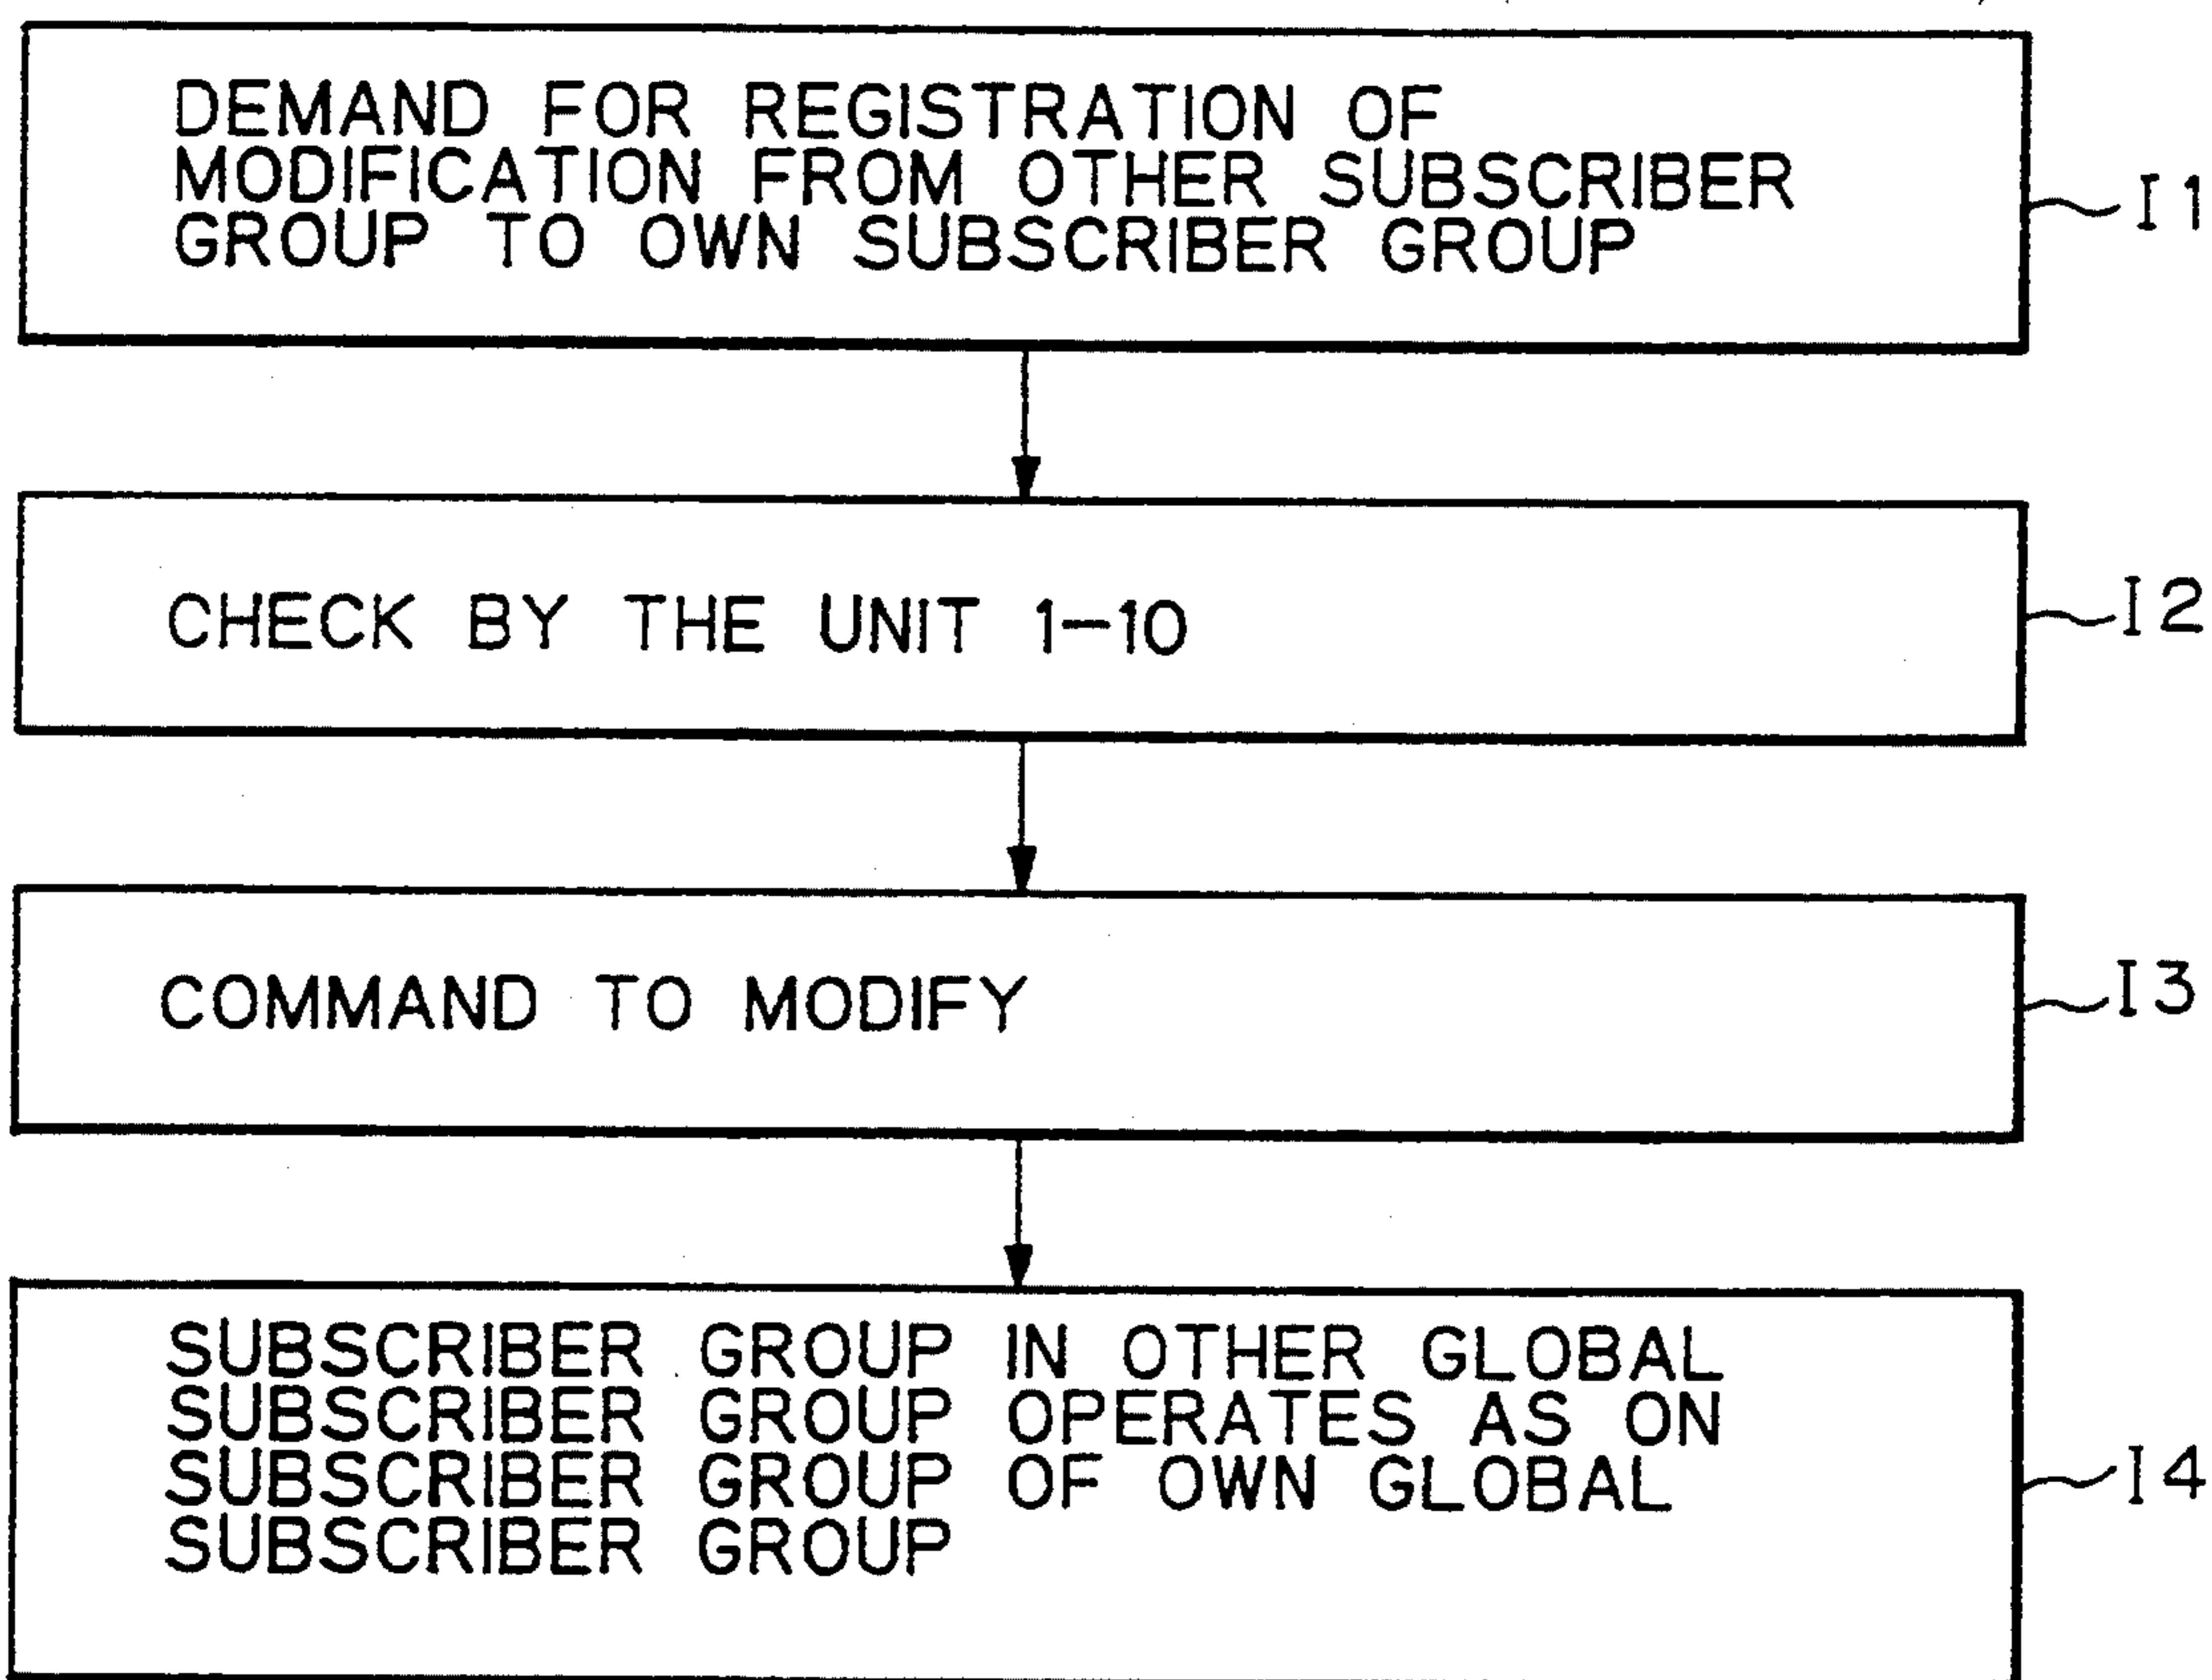 DEMAND FOR REGISTRATION OF
MODIFICATION FROM OTHER SUBSCRIBER
GROUP TO OWN SUBSCRIBER GROUP
I1
CHECK BY THE UNIT 1-10
I2
COMMAND TO MODIFY
I3
SUBSCRIBER GROUP IN OTHER GLOBAL
SUBSCRIBER GROUP OPERATES AS ON
SUBSCRIBER GROUP OF OWN GLOBAL
SUBSCRIBER GROUP
I4